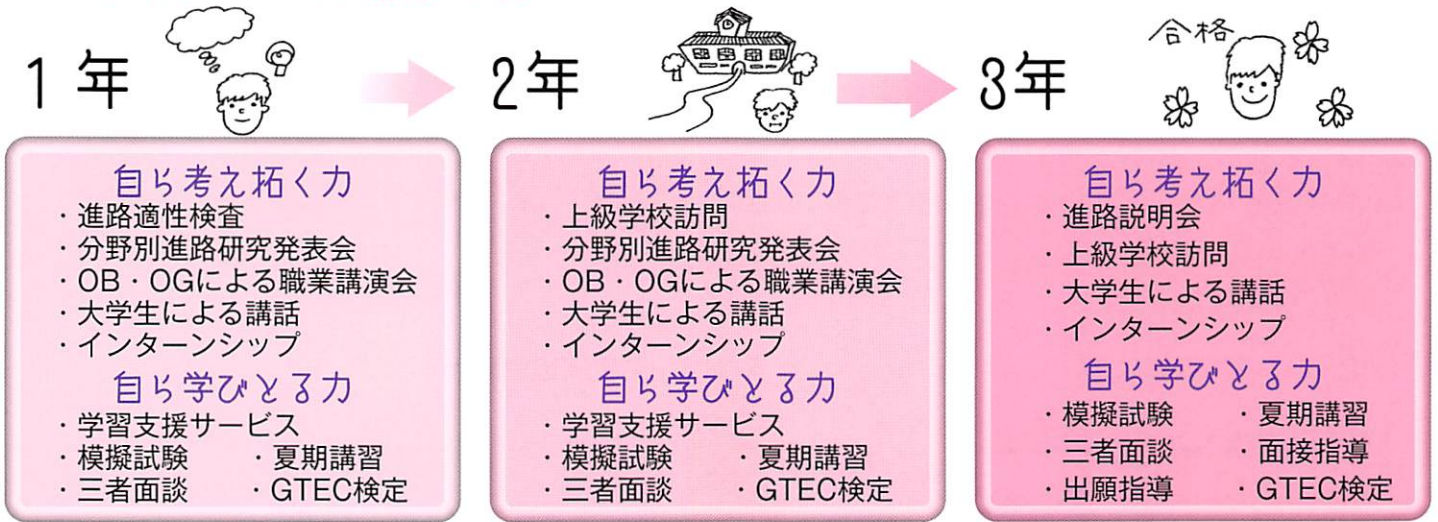 1年
自ら考え拓く力
・進路適性検査
・分野別進路研究発表会
・OB・OGによる職業講演会
・大学生による講話
・インターンシップ
自ら学びとる力
・学習支援サービス
・模擬試験 ・夏期講習
・三者面談 ・GTEC検定
2年
自ら考え拓く力
・上級学校訪問
・分野別進路研究発表会
・OB・OGによる職業講演会
・大学生による講話
・インターンシップ
自ら学びとる力
・学習支援サービス
・模擬試験 ・夏期講習
・三者面談 ・GTEC検定
3年
合格
自ら考え拓く力
・進路説明会
・上級学校訪問
・大学生による講話
・インターンシップ
自ら学びとる力
・模擬試験 ・夏期講習
・三者面談 ・面接指導
・出願指導 ・GTEC検定